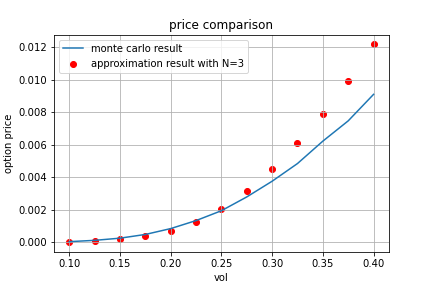 price comparison
monte carlo result
approximation result with N=3
option price
0.012
0.010
0.008
0.006
0.004
0.002
0.000
0.10 0.15 0.20 0.25 0.30 0.35 0.40
vol